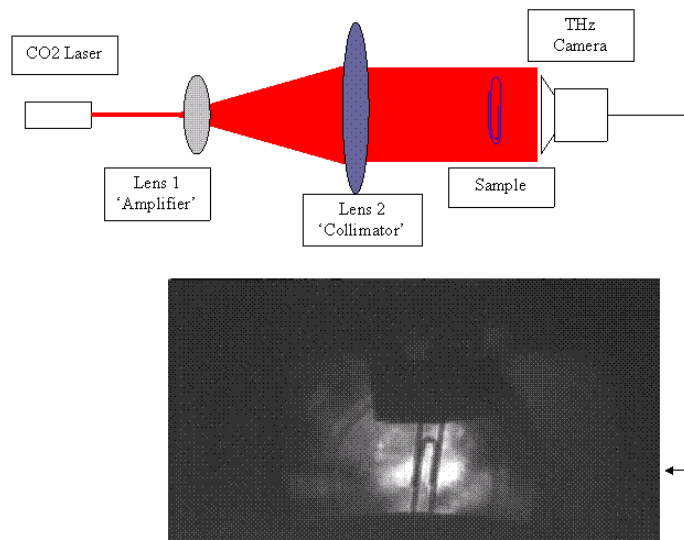 THz
Camera
CO2 Laser
Lens 1
‘Amplifier’
Lens 2
‘Collimator’
Sample